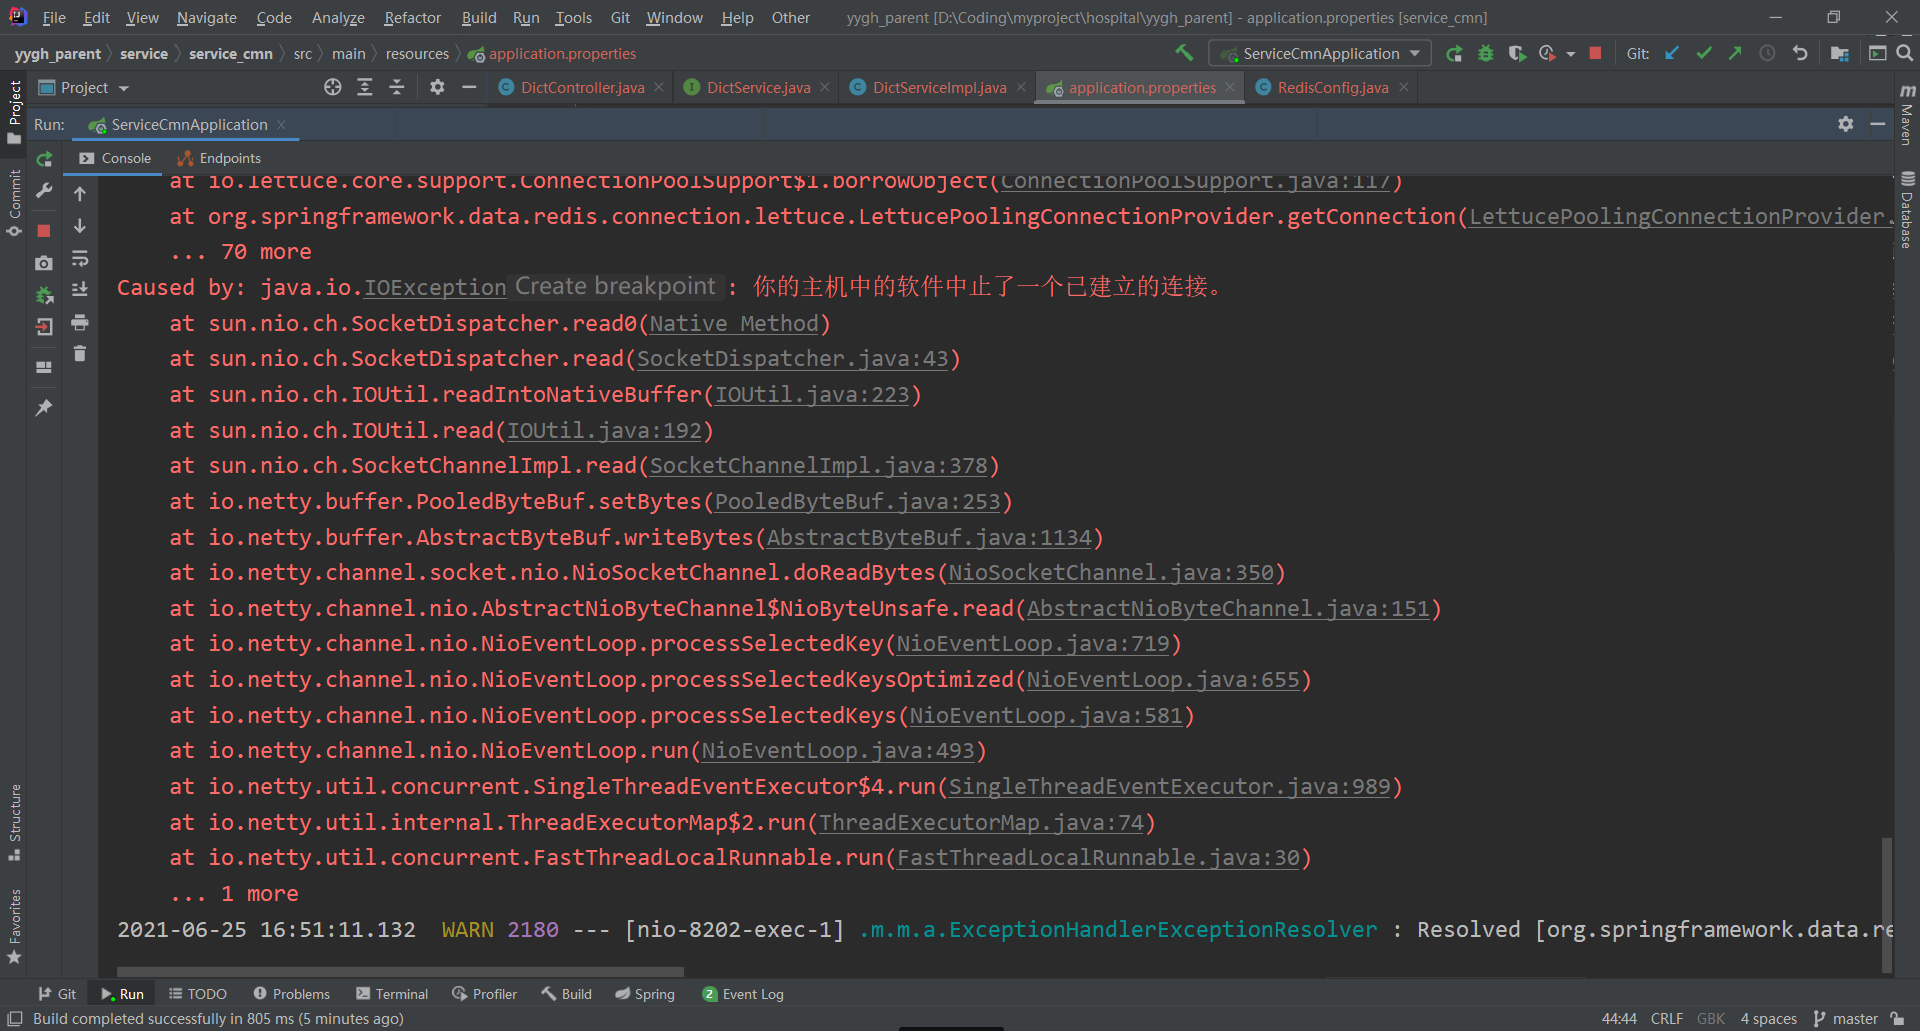 File Edit View Navigate Code Analyze Refactor Build Run Tools Git Window Help Other yygh_parent [D:\Coding\myproject\hospital\yygh_parent] - application.properties [service_cmn]
yygh_parent service service_cmn src main resources application.properties ServiceCmnApplication Git:
Project DictController.java DictService.java DictServiceImpl.java application.properties RedisConfig.java
Run: ServiceCmnApplication
Console Endpoints
at io.lettuce.core.support.ConnectionPoolSupport$1.borrowObject(ConnectionPoolSupport.java:117)
at org.springframework.data.redis.connection.lettuce.LettucePoolingConnectionProvider.getConnection(LettucePoolingConnectionProvider.
... 70 more
Caused by: java.io.IOException Create breakpoint : 你的主机中的软件中止了一个已建立的连接。
at sun.nio.ch.SocketDispatcher.read0(Native Method)
at sun.nio.ch.SocketDispatcher.read(SocketDispatcher.java:43)
at sun.nio.ch.IOUtil.readIntoNativeBuffer(IOUtil.java:223)
at sun.nio.ch.IOUtil.read(IOUtil.java:192)
at sun.nio.ch.SocketChannelImpl.read(SocketChannelImpl.java:378)
at io.netty.buffer.PooledByteBuf.setBytes(PooledByteBuf.java:253)
at io.netty.buffer.AbstractByteBuf.writeBytes(AbstractByteBuf.java:1134)
at io.netty.channel.socket.nio.NioSocketChannel.doReadBytes(NioSocketChannel.java:350)
at io.netty.channel.nio.AbstractNioByteChannel$NioByteUnsafe.read(AbstractNioByteChannel.java:151)
at io.netty.channel.nio.NioEventLoop.processSelectedKey(NioEventLoop.java:719)
at io.netty.channel.nio.NioEventLoop.processSelectedKeysOptimized(NioEventLoop.java:655)
at io.netty.channel.nio.NioEventLoop.processSelectedKeys(NioEventLoop.java:581)
at io.netty.channel.nio.NioEventLoop.run(NioEventLoop.java:493)
at io.netty.util.concurrent.SingleThreadEventExecutor$4.run(SingleThreadEventExecutor.java:989)
at io.netty.util.internal.ThreadExecutorMap$2.run(ThreadExecutorMap.java:74)
at io.netty.util.concurrent.FastThreadLocalRunnable.run(FastThreadLocalRunnable.java:30)
... 1 more
2021-06-25 16:51:11.132 WARN 2180 --- [nio-8202-exec-1] .m.m.a.ExceptionHandlerExceptionResolver : Resolved [org.springframework.data.re
Project
Commit
Structure
Favorites
Maven
Database
Git Run TODO Problems Terminal Profiler Build Spring 2 Event Log
Build completed successfully in 805 ms (5 minutes ago) 44:44 CRLF GBK 4 spaces master